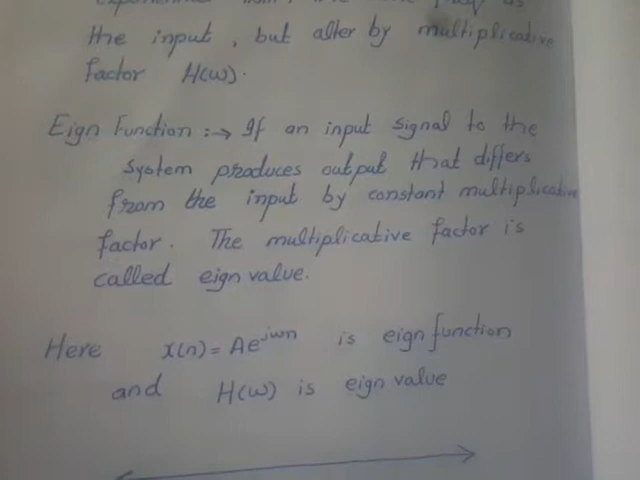 the input, but alter by multiplicative
factor H(ω).
Eign Function :→ If an input signal to the
system produces output that differs
from the input by constant multiplicative
factor. The multiplicative factor is
called eign value.
Here x(n) = Ae^{jωn} is eign function
and H(ω) is eign value